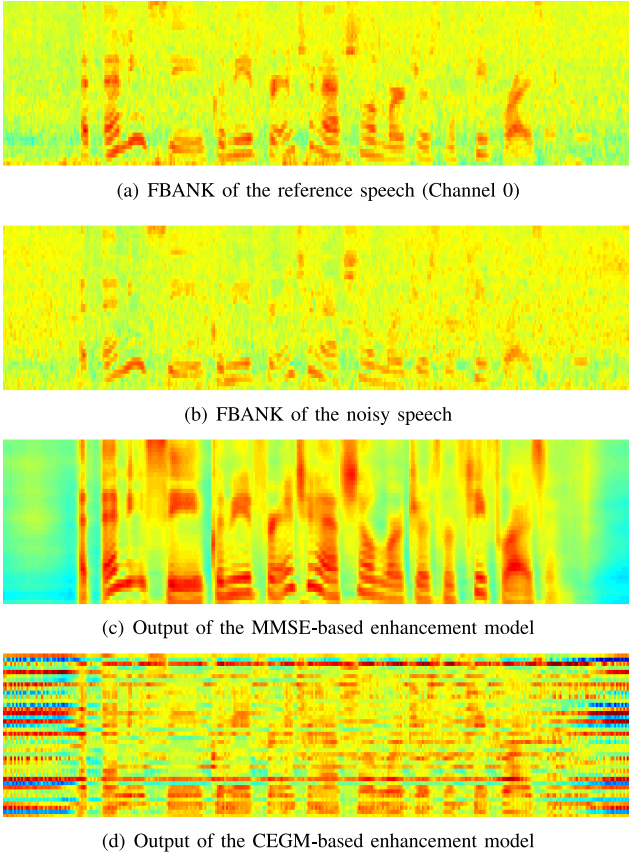 (a) FBANK of the reference speech (Channel 0)
(b) FBANK of the noisy speech
(c) Output of the MMSE-based enhancement model
(d) Output of the CEGM-based enhancement model